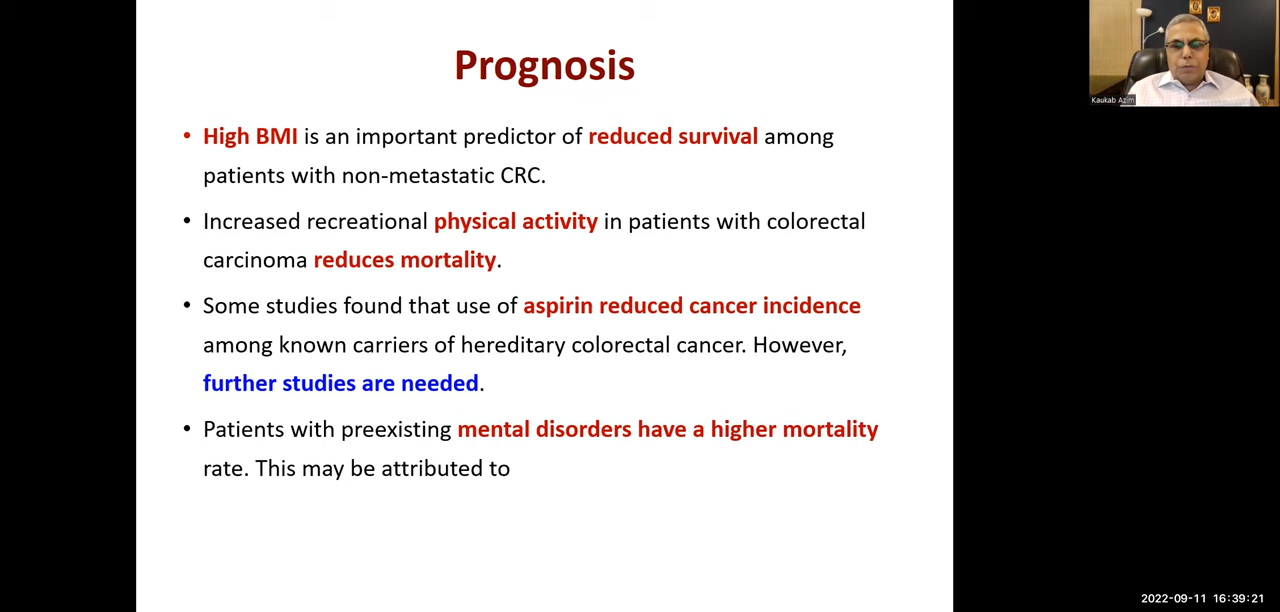 Prognosis
• High BMI is an important predictor of reduced survival among
patients with non-metastatic CRC.
• Increased recreational physical activity in patients with colorectal
carcinoma reduces mortality.
• Some studies found that use of aspirin reduced cancer incidence
among known carriers of hereditary colorectal cancer. However,
further studies are needed.
• Patients with preexisting mental disorders have a higher mortality
rate. This may be attributed to
Kaukab Azim
2022-09-11 16:39:21